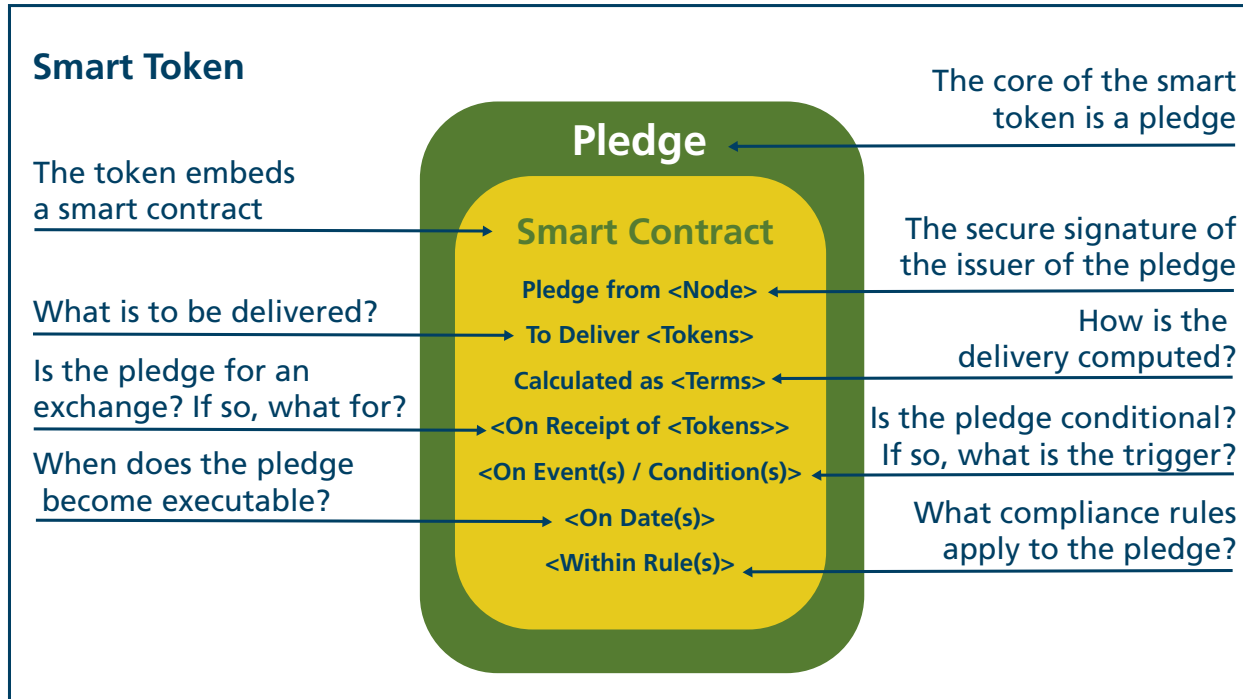 Smart Token
The core of the smart
token is a pledge
Pledge
The token embeds
a smart contract
Smart Contract
The secure signature of
the issuer of the pledge
Pledge from <Node>
What is to be delivered?
To Deliver <Tokens>
How is the
delivery computed?
Calculated as <Terms>
Is the pledge for an
exchange? If so, what for?
<On Receipt of <Tokens>>
Is the pledge conditional?
If so, what is the trigger?
<On Event(s) / Condition(s)>
When does the pledge
become executable?
<On Date(s)>
What compliance rules
apply to the pledge?
<Within Rule(s)>